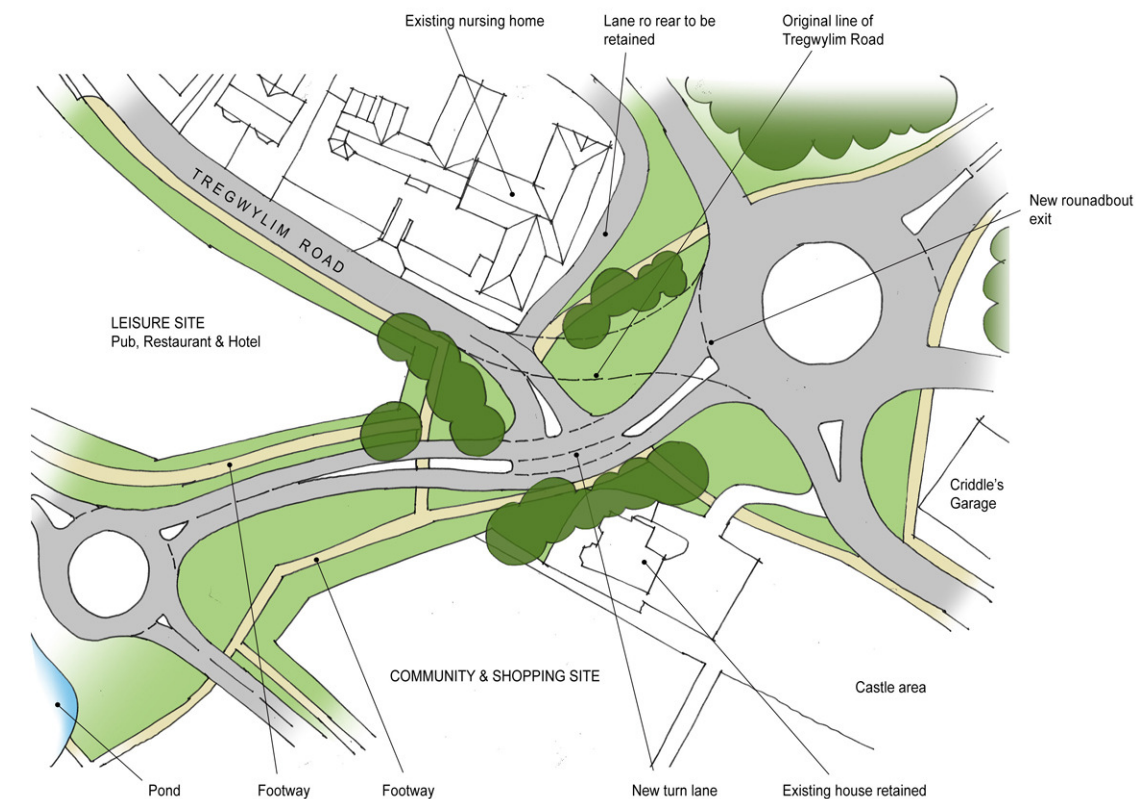 Existing nursing home
Lane ro rear to be
retained
Original line of
Tregwylim Road
TREGWYLIM ROAD
New rounadbout
exit
LEISURE SITE
Pub, Restaurant & Hotel
Criddle's
Garage
COMMUNITY & SHOPPING SITE
Castle area
Pond
Footway
Footway
New turn lane
Existing house retained